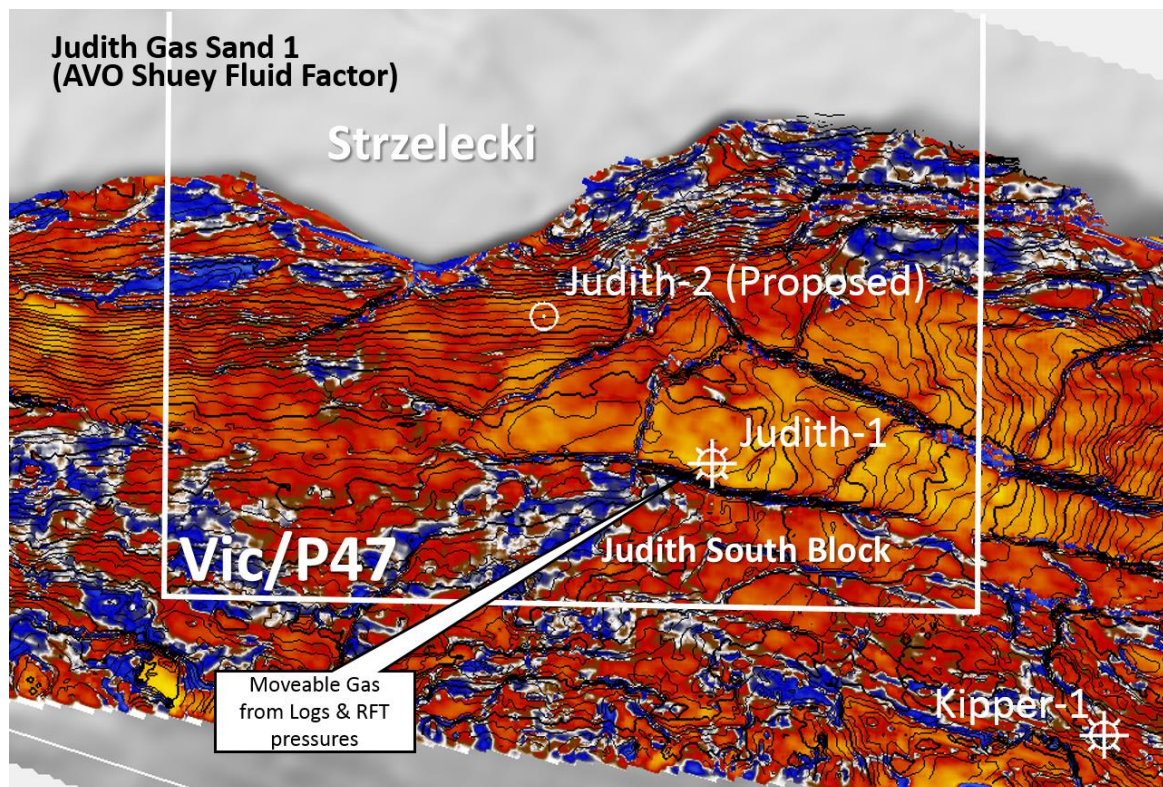 Judith Gas Sand 1
(AVO Shuey Fluid Factor)
Strzelecki
Judith-2 (Proposed)
Judith-1
Vic/P47
Judith South Block
Moveable Gas
from Logs & RFT
pressures
Kipper-1